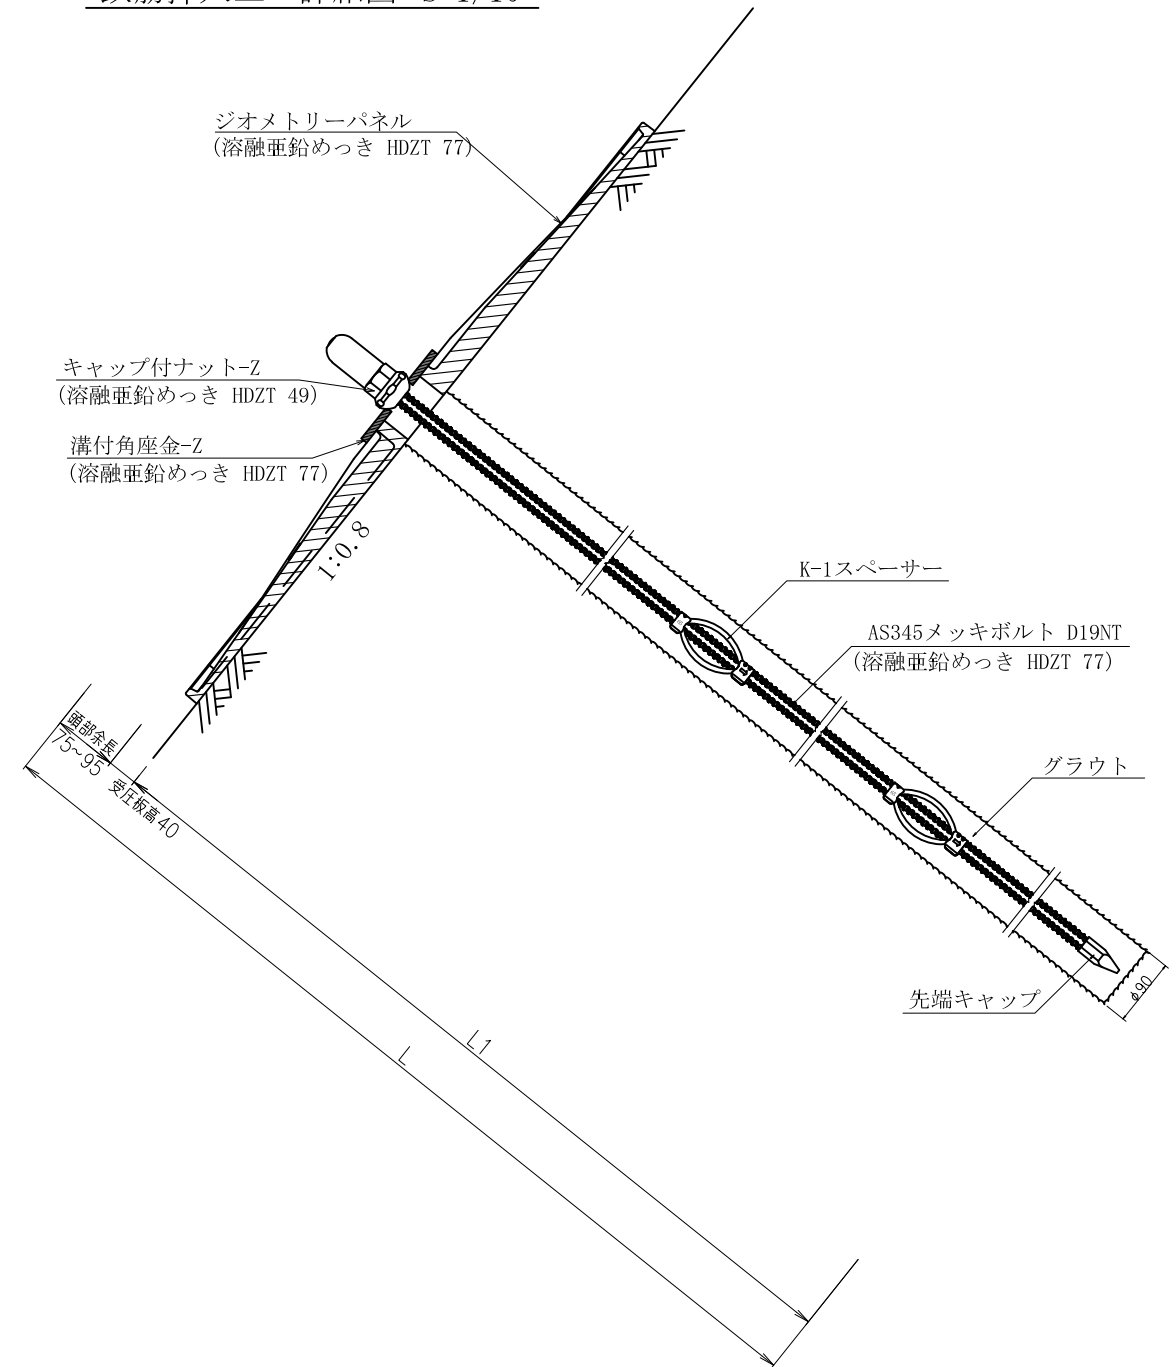 ジオメトリーパネル
(溶融亜鉛めっき HDZT 77)
キャップ付ナット-Z
(溶融亜鉛めっき HDZT 49)
溝付角座金-Z
(溶融亜鉛めっき HDZT 77)
1:0.8
K-1スペーサー
AS345メッキボルト D19NT
(溶融亜鉛めっき HDZT 77)
グラウト
先端キャップ
φ90
頭部余長
75~95
受圧板高40
L1
L